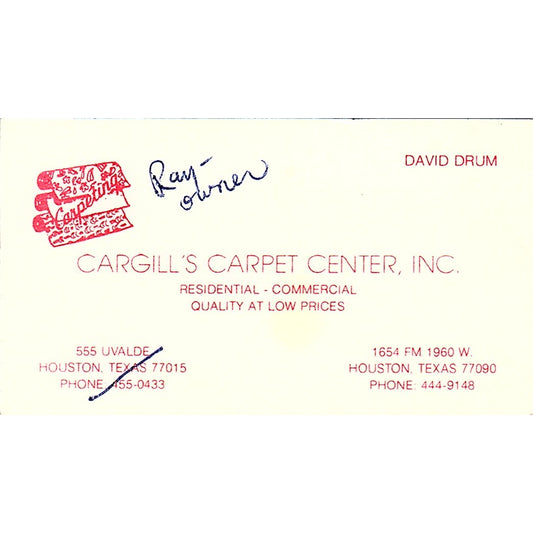 Ray-
owner
DAVID DRUM
Carpeting
CARGILL'S CARPET CENTER, INC.
RESIDENTIAL - COMMERCIAL
QUALITY AT LOW PRICES
555 UVALDE
HOUSTON, TEXAS 77015
PHONE 455-0433
1654 FM 1960 W.
HOUSTON, TEXAS 77090
PHONE: 444-9148